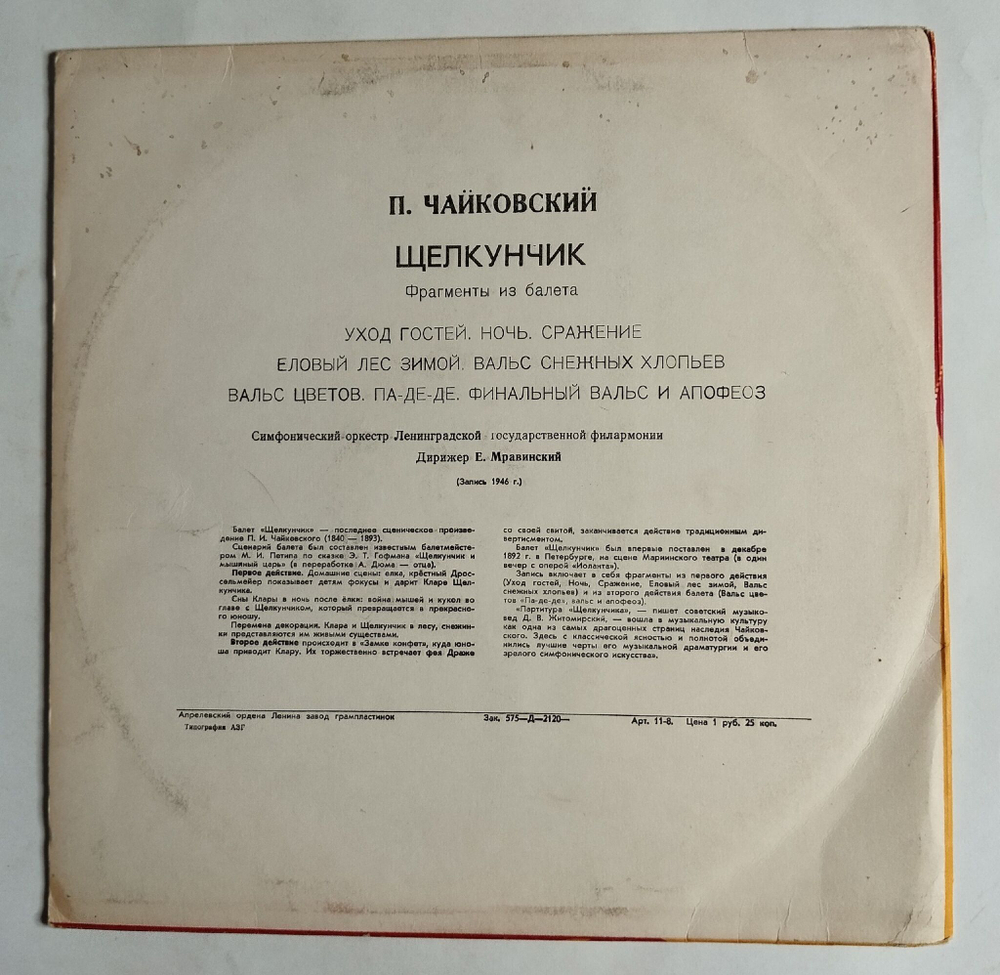 П. ЧАЙКОВСКИЙ
ЩЕЛКУНЧИК
Фрагменты из балета
УХОД ГОСТЕЙ. НОЧЬ. СРАЖЕНИЕ
ЕЛОВЫЙ ЛЕС ЗИМОЙ. ВАЛЬС СНЕЖНЫХ ХЛОПЬЕВ
ВАЛЬС ЦВЕТОВ. ПА-ДЕ-ДЕ. ФИНАЛЬНЫЙ ВАЛЬС И АПОФЕОЗ
Симфонический оркестр Ленинградской государственной филармонии
Дирижер Е. Мравинский
(Запись 1946 г.)
Балет «Щелкунчик» — последнее сценическое произве-
дение П. И. Чайковского (1840 — 1893).
Сценарий балета был составлен известным балетмейсте-
ром М. И. Петипа по сказке Э. Т. Гофмана «Щелкунчик и
мышиный царь» (в переработке А. Дюма — отца).
Первое действие. Домашние сцены: елка, крёстный Дрос-
сельмейер показывает детям фокусы и дарит Кларе Щел-
кунчика.
Сны Клары в ночь после ёлки: война мышей и кукол во
главе с Щелкунчиком, который превращается в прекрасно-
го юношу.
Перемена декорация. Клара и Щелкунчик в лесу, снежин-
ки представляются им живыми существами.
Второе действие происходит в «Замке конфет», куда юно-
ша приводит Клару. Их торжественно встречает фея Драже
со своей свитой, заканчивается действие традиционным ди-
вертисментом.
Балет «Щелкунчик» был впервые поставлен в декабре
1892 г. в Петербурге, на сцене Мариинского театра (в один
вечер с оперой «Иоланта»).
Запись включает в себя фрагменты из первого действия
(Уход гостей, Ночь, Сражение, Еловый лес зимой, Вальс
снежных хлопьев) и из второго действия балета (Вальс цве-
тов «Па-де-де», вальс и апофеоз).
«Партитура «Щелкунчика», — пишет советский музыко-
вед Д. В. Житомирский, — вошла в музыкальную культуру
как одна из самых драгоценных страниц наследия Чайков-
ского. Здесь с классической ясностью и полнотой объеди-
нились лучшие черты его музыкальной драматургии и его
зрелого симфонического искусства».
Апрелевский ордена Ленина завод грампластинок
Зак. 575—Д—2120—
Арт. 11-8. Цена 1 руб. 25 коп.
Типография АЗГ